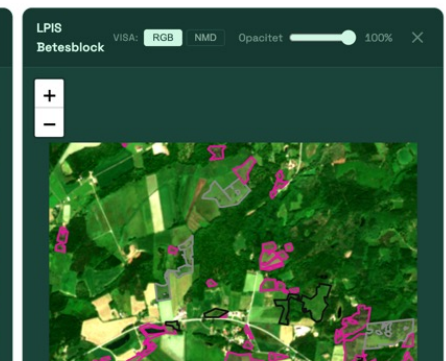 LPIS
Betesblock
VISA: RGB NMD Opacitet 100% ×
+
−